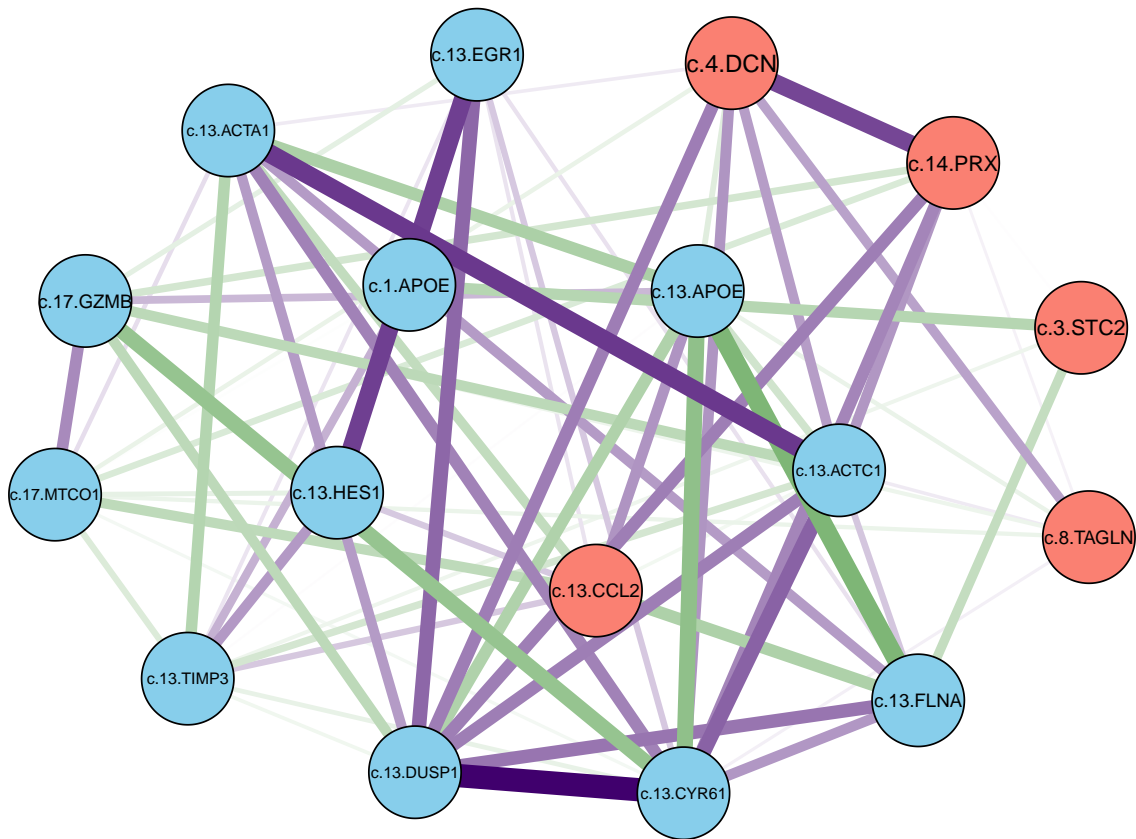 c.13.EGR1
c.4.DCN
c.13.ACTA1
c.14.PRX
c.1.APOE
c.13.APOE
c.17.GZMB
c.3.STC2
c.13.ACTC1
c.17.MTCO1
c.13.HES1
c.8.TAGLN
c.13.CCL2
c.13.TIMP3
c.13.FLNA
c.13.DUSP1
c.13.CYR61